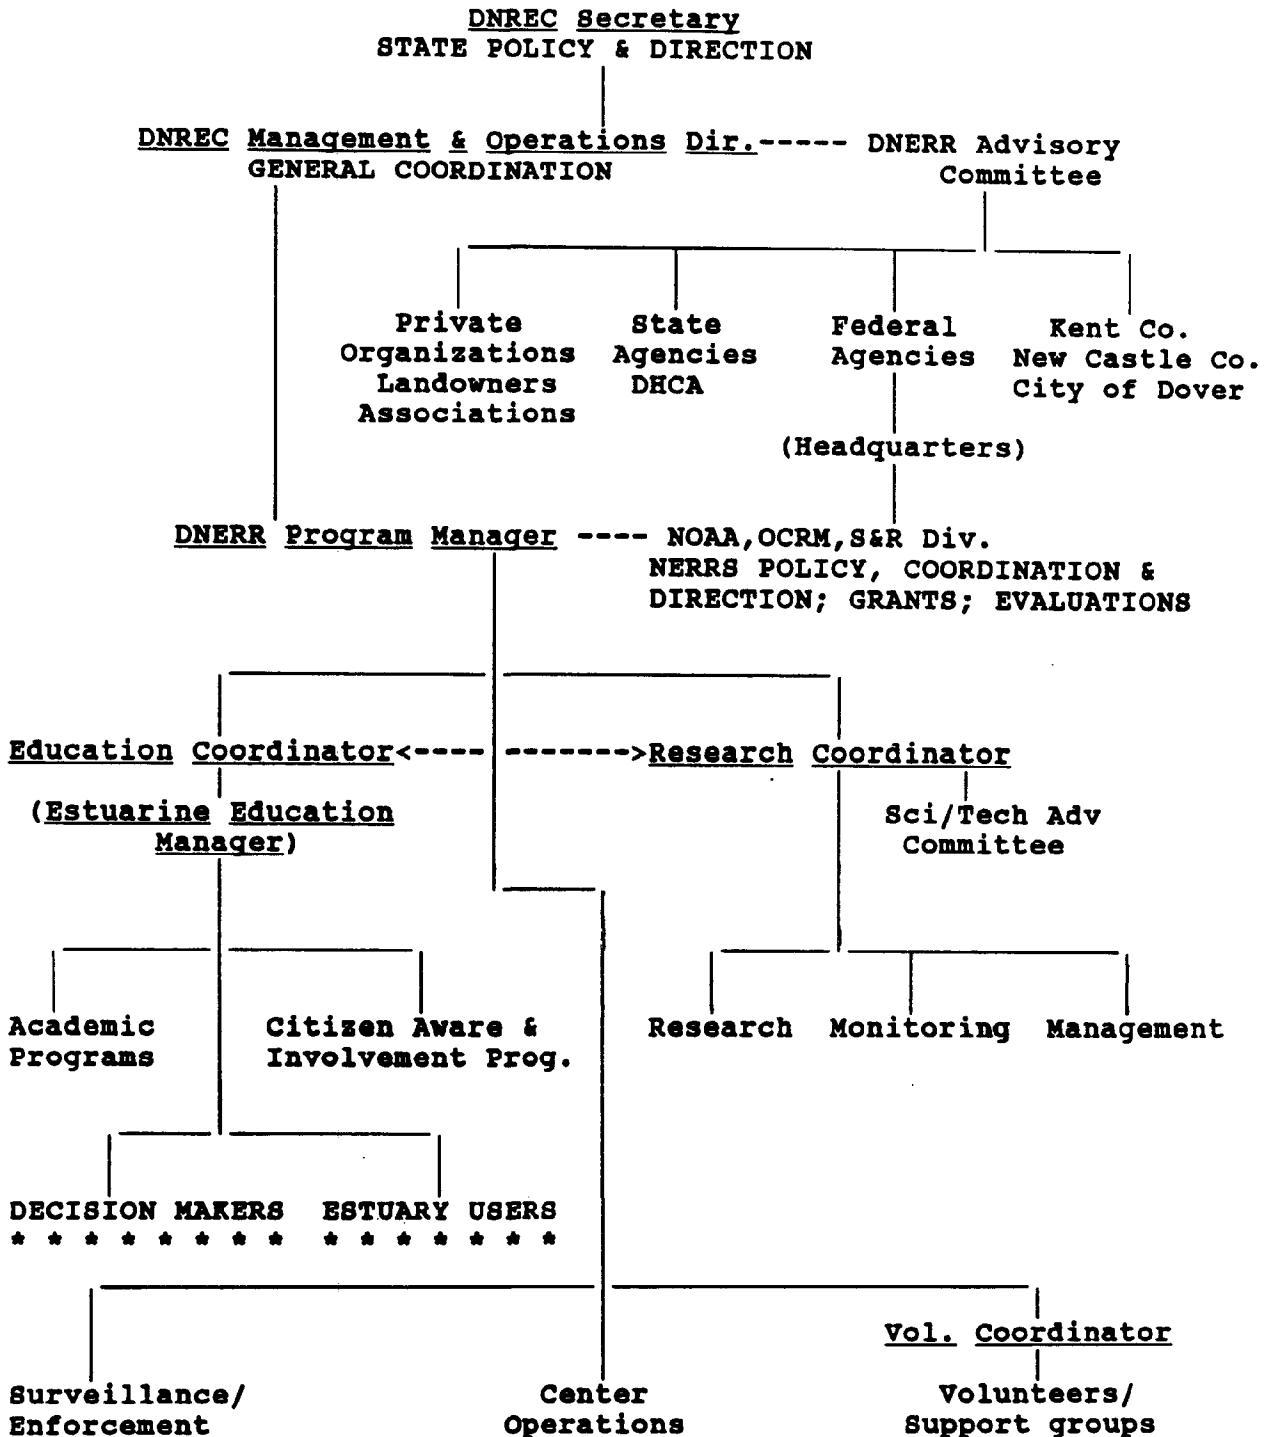 DNREC Secretary
STATE POLICY & DIRECTION
DNREC Management & Operations Dir.----- DNERR Advisory
GENERAL COORDINATION Committee
Private State Federal Kent Co.
Organizations Agencies Agencies New Castle Co.
Landowners DHCA City of Dover
Associations
(Headquarters)
DNERR Program Manager ---- NOAA,OCRM,S&R Div.
NERRS POLICY, COORDINATION &
DIRECTION; GRANTS; EVALUATIONS
Education Coordinator<---- ------->Research Coordinator
(Estuarine Education Sci/Tech Adv
Manager) Committee
Academic Citizen Aware & Research Monitoring Management
Programs Involvement Prog.
DECISION MAKERS ESTUARY USERS
* * * * * * * * * * * * * * *
Vol. Coordinator
Surveillance/ Center Volunteers/
Enforcement Operations Support groups